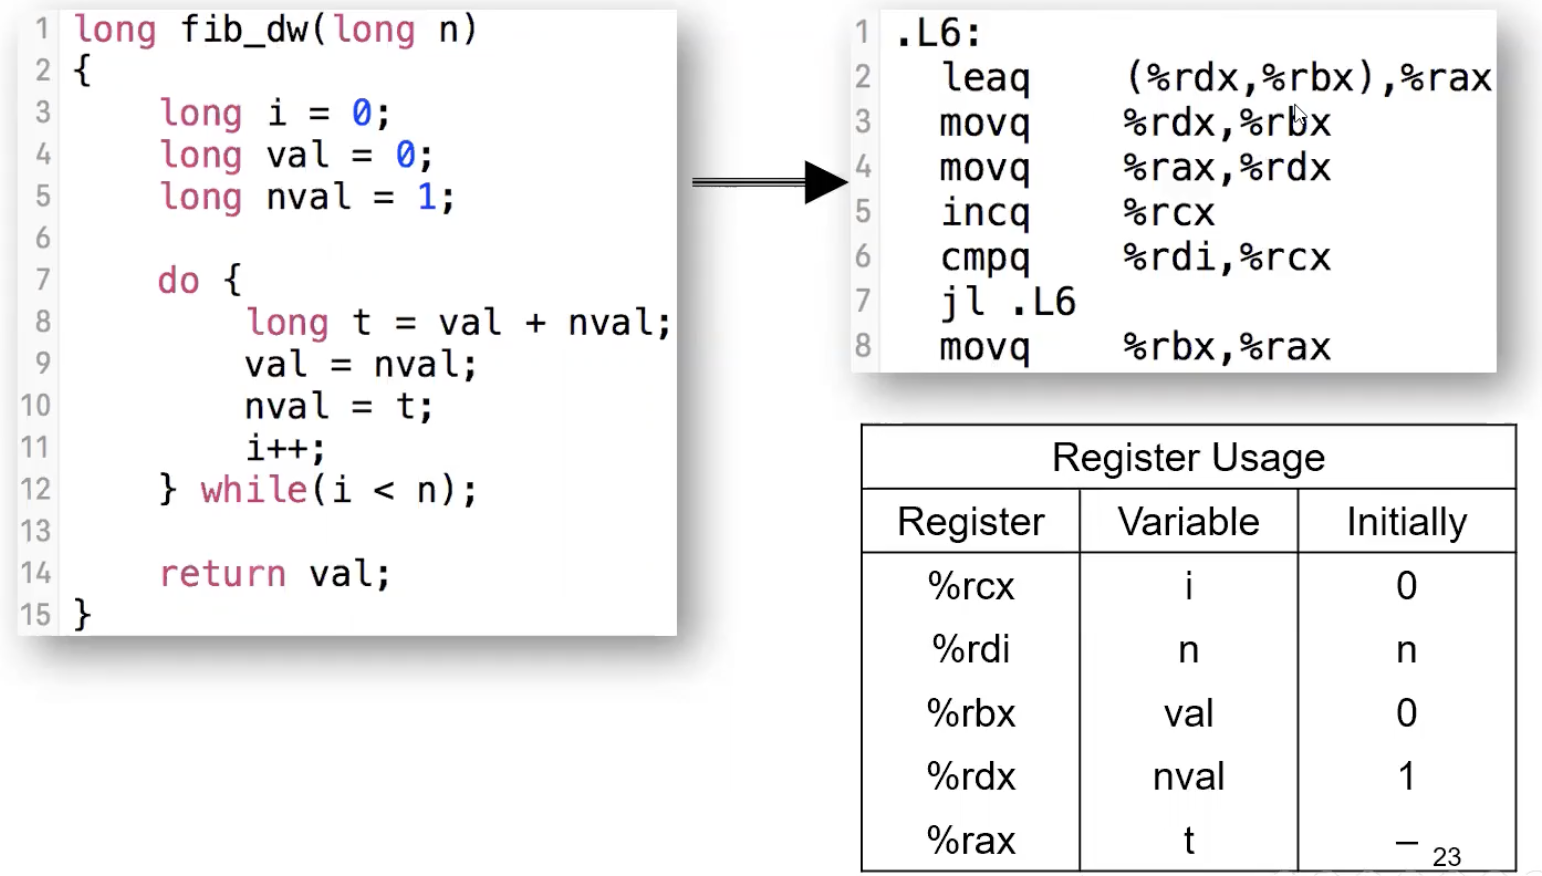 1 long fib_dw(long n)
2 {
3     long i = 0;
4     long val = 0;
5     long nval = 1;
6
7     do {
8         long t = val + nval;
9         val = nval;
10         nval = t;
11         i++;
12     } while(i < n);
13
14     return val;
15 }
1 .L6:
2   leaq    (%rdx,%rbx),%rax
3   movq    %rdx,%rbx
4   movq    %rax,%rdx
5   incq    %rcx
6   cmpq    %rdi,%rcx
7   jl .L6
8   movq    %rbx,%rax
Register Usage
Register Variable Initially
%rcx i 0
%rdi n n
%rbx val 0
%rdx nval 1
%rax t –
23